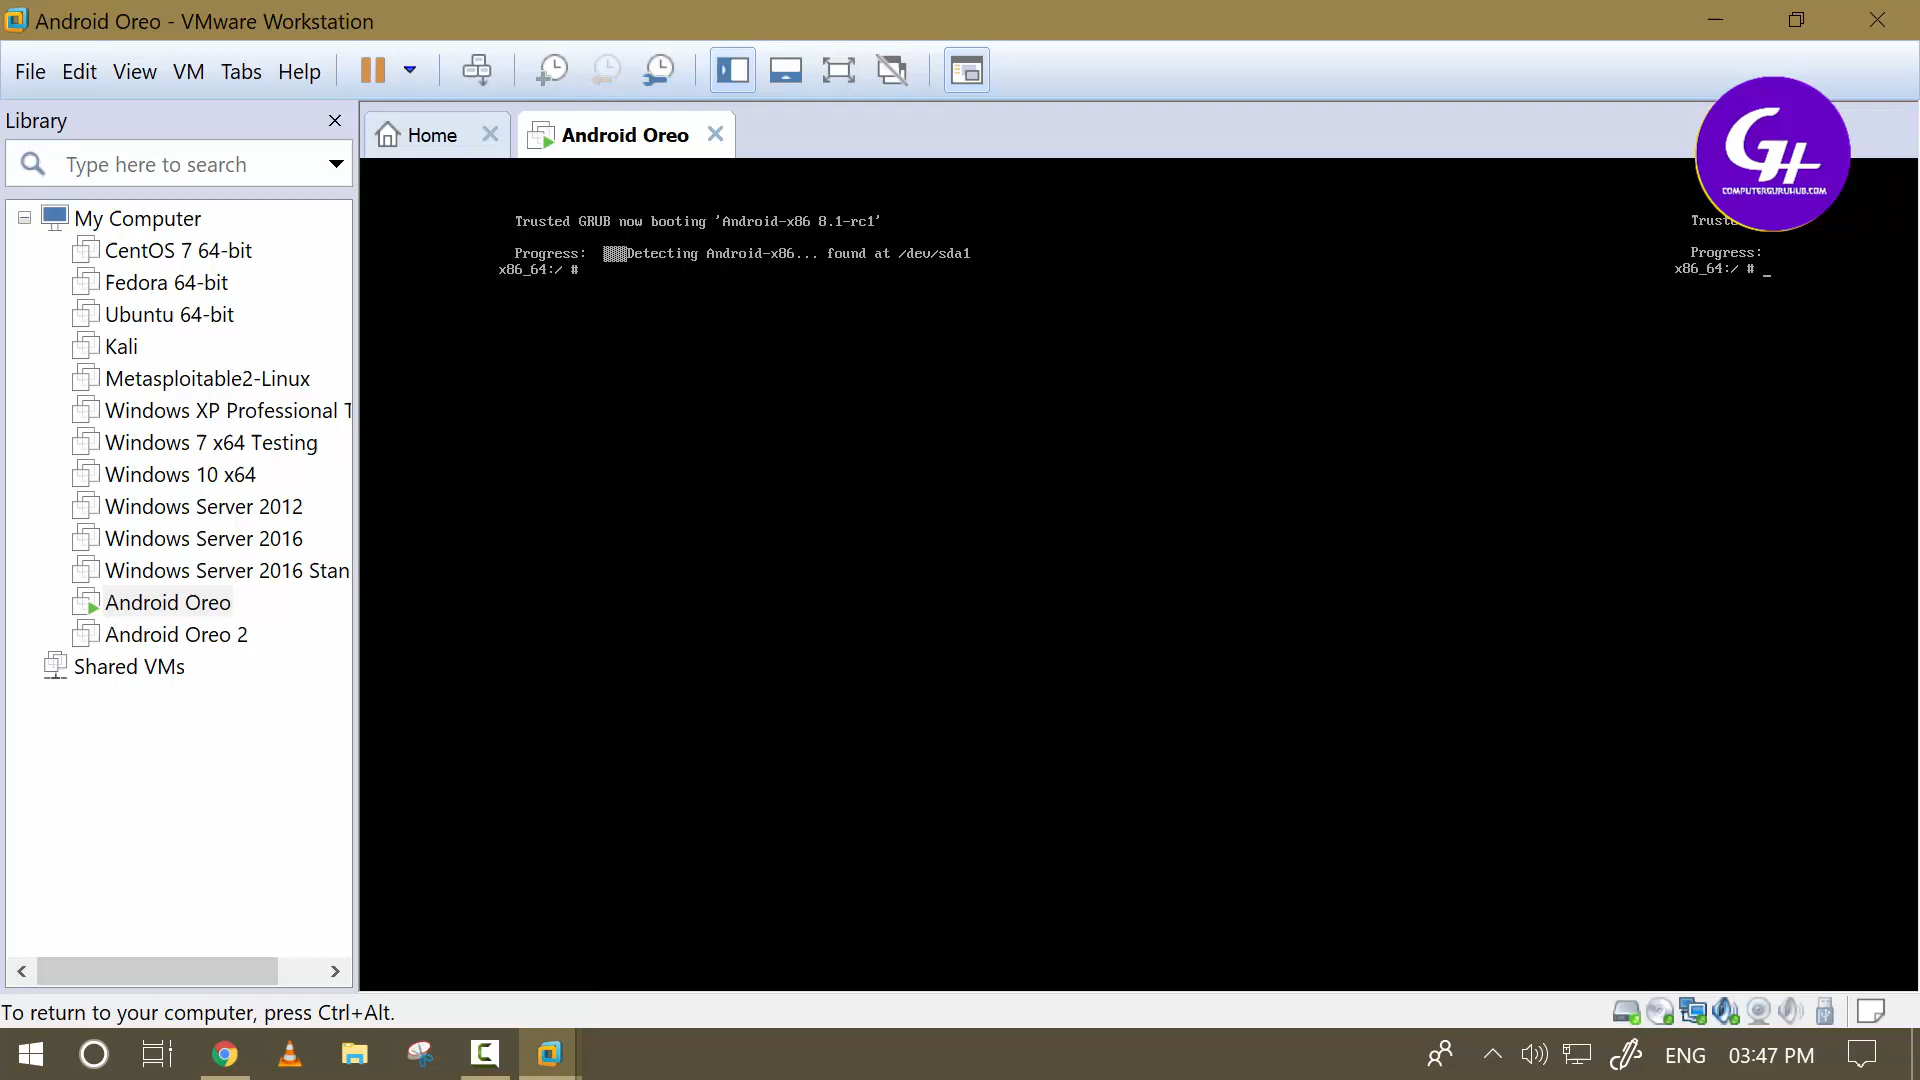 Android Oreo - VMware Workstation
File Edit View VM Tabs Help
Library
Type here to search
My Computer
CentOS 7 64-bit
Fedora 64-bit
Ubuntu 64-bit
Kali
Metasploitable2-Linux
Windows XP Professional T
Windows 7 x64 Testing
Windows 10 x64
Windows Server 2012
Windows Server 2016
Windows Server 2016 Stan
Android Oreo
Android Oreo 2
Shared VMs
Home
Android Oreo
GH
COMPUTERGURUHUB.COM
Trusted GRUB now booting 'Android-x86 8.1-rc1'
Progress: Detecting Android-x86... found at /dev/sda1
x86_64:/ #
Trust
Progress:
x86_64:/ # _
To return to your computer, press Ctrl+Alt.
ENG 03:47 PM